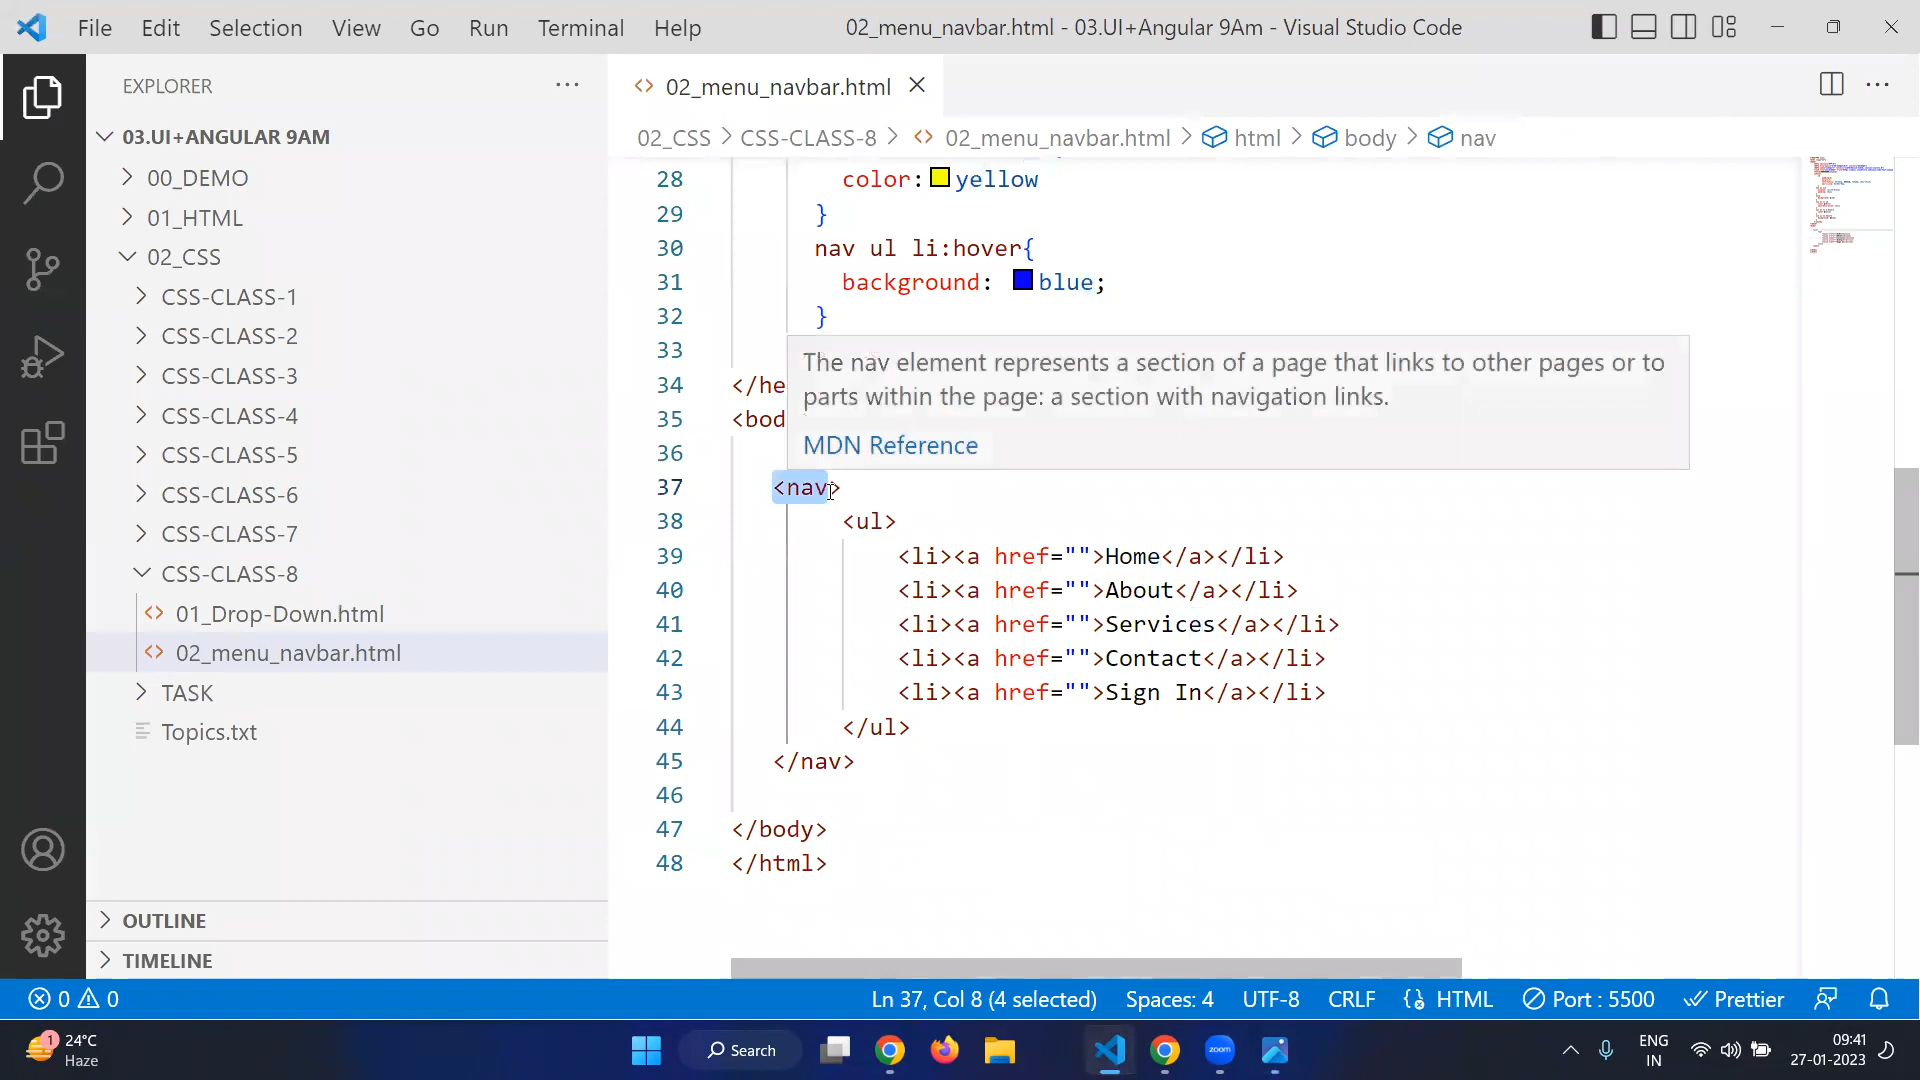 File Edit Selection View Go Run Terminal Help 02_menu_navbar.html - 03.UI+Angular 9Am - Visual Studio Code
EXPLORER
02_menu_navbar.html
03.UI+ANGULAR 9AM
02_CSS > CSS-CLASS-8 > 02_menu_navbar.html > html > body > nav
00_DEMO
01_HTML
02_CSS
CSS-CLASS-1
CSS-CLASS-2
CSS-CLASS-3
CSS-CLASS-4
CSS-CLASS-5
CSS-CLASS-6
CSS-CLASS-7
CSS-CLASS-8
01_Drop-Down.html
02_menu_navbar.html
TASK
Topics.txt
OUTLINE
TIMELINE
28 color: yellow
29 }
30 nav ul li:hover{
31 background: blue;
32 }
33
34 </he
35 <bod
36
The nav element represents a section of a page that links to other pages or to
parts within the page: a section with navigation links.
MDN Reference
37 <nav>
38 <ul>
39 <li><a href="">Home</a></li>
40 <li><a href="">About</a></li>
41 <li><a href="">Services</a></li>
42 <li><a href="">Contact</a></li>
43 <li><a href="">Sign In</a></li>
44 </ul>
45 </nav>
46
47 </body>
48 </html>
0 0 Ln 37, Col 8 (4 selected) Spaces: 4 UTF-8 CRLF HTML Port : 5500 Prettier
1 24°C
Haze
Search
zoom
ENG
IN
09:41
27-01-2023